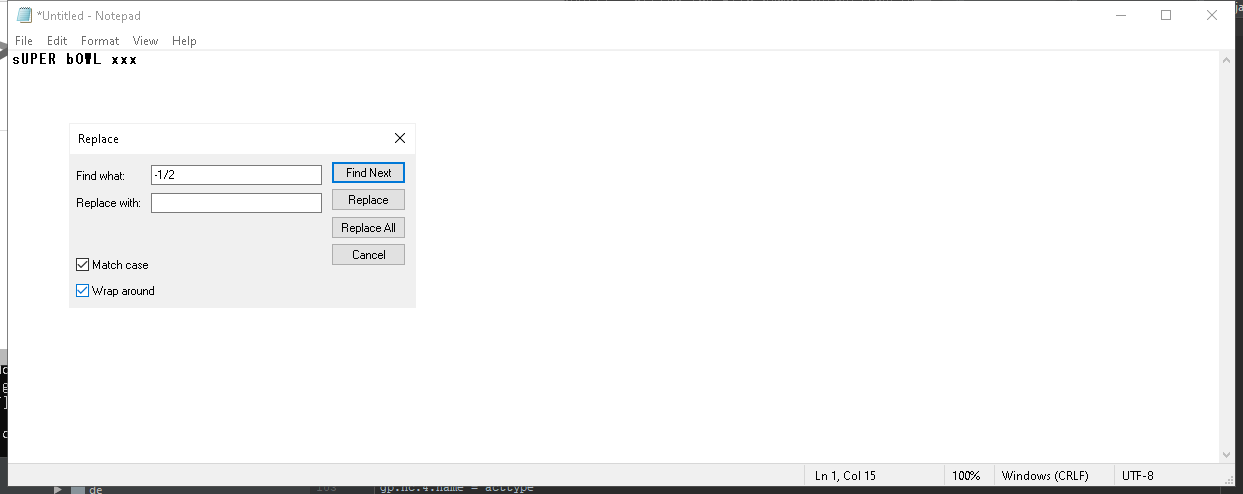 *Untitled - Notepad
File Edit Format View Help
sUPER bOWL xxx
Replace
Find what: -1/2 Find Next
Replace with: Replace
Replace All
Cancel
Match case
Wrap around
Ln 1, Col 15 100% Windows (CRLF) UTF-8
de gp.nc.4.name = acctype